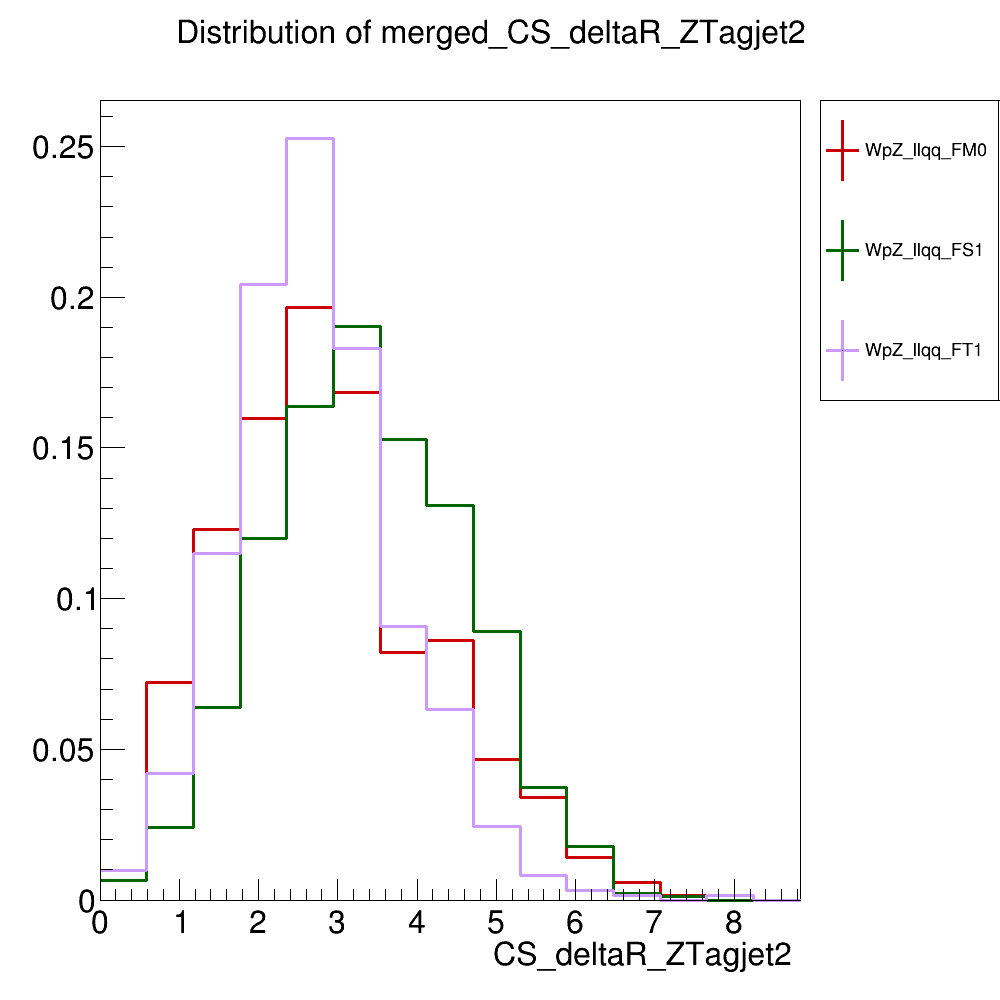 Distribution of merged_CS_deltaR_ZTagjet2
WpZ_llqq_FM0
WpZ_llqq_FS1
WpZ_llqq_FT1
0.25
0.2
0.15
0.1
0.05
0
0 1 2 3 4 5 6 7 8
CS_deltaR_ZTagjet2